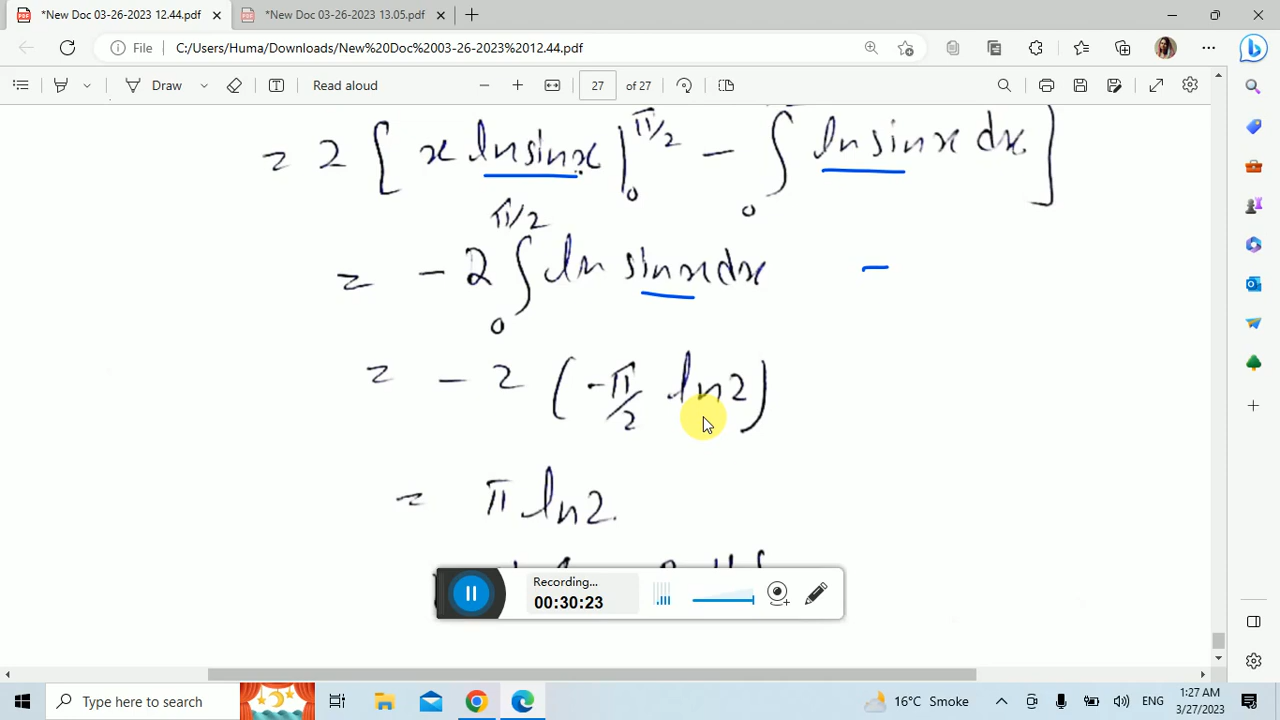 *New Doc 03-26-2023 12.44.pdf
*New Doc 03-26-2023 13.05.pdf
File C:/Users/Huma/Downloads/New%20Doc%2003-26-2023%2012.44.pdf
Draw Read aloud 27 of 27
= 2 [ x ln sin x |₀^π/2 − ∫₀ ln sin x dx ]
= − 2 ∫₀^π/2 ln sin x dx −
= − 2 ( −π/2 ln 2 )
= π ln 2.
Recording...
00:30:23
Type here to search
16°C Smoke
ENG
1:27 AM
3/27/2023